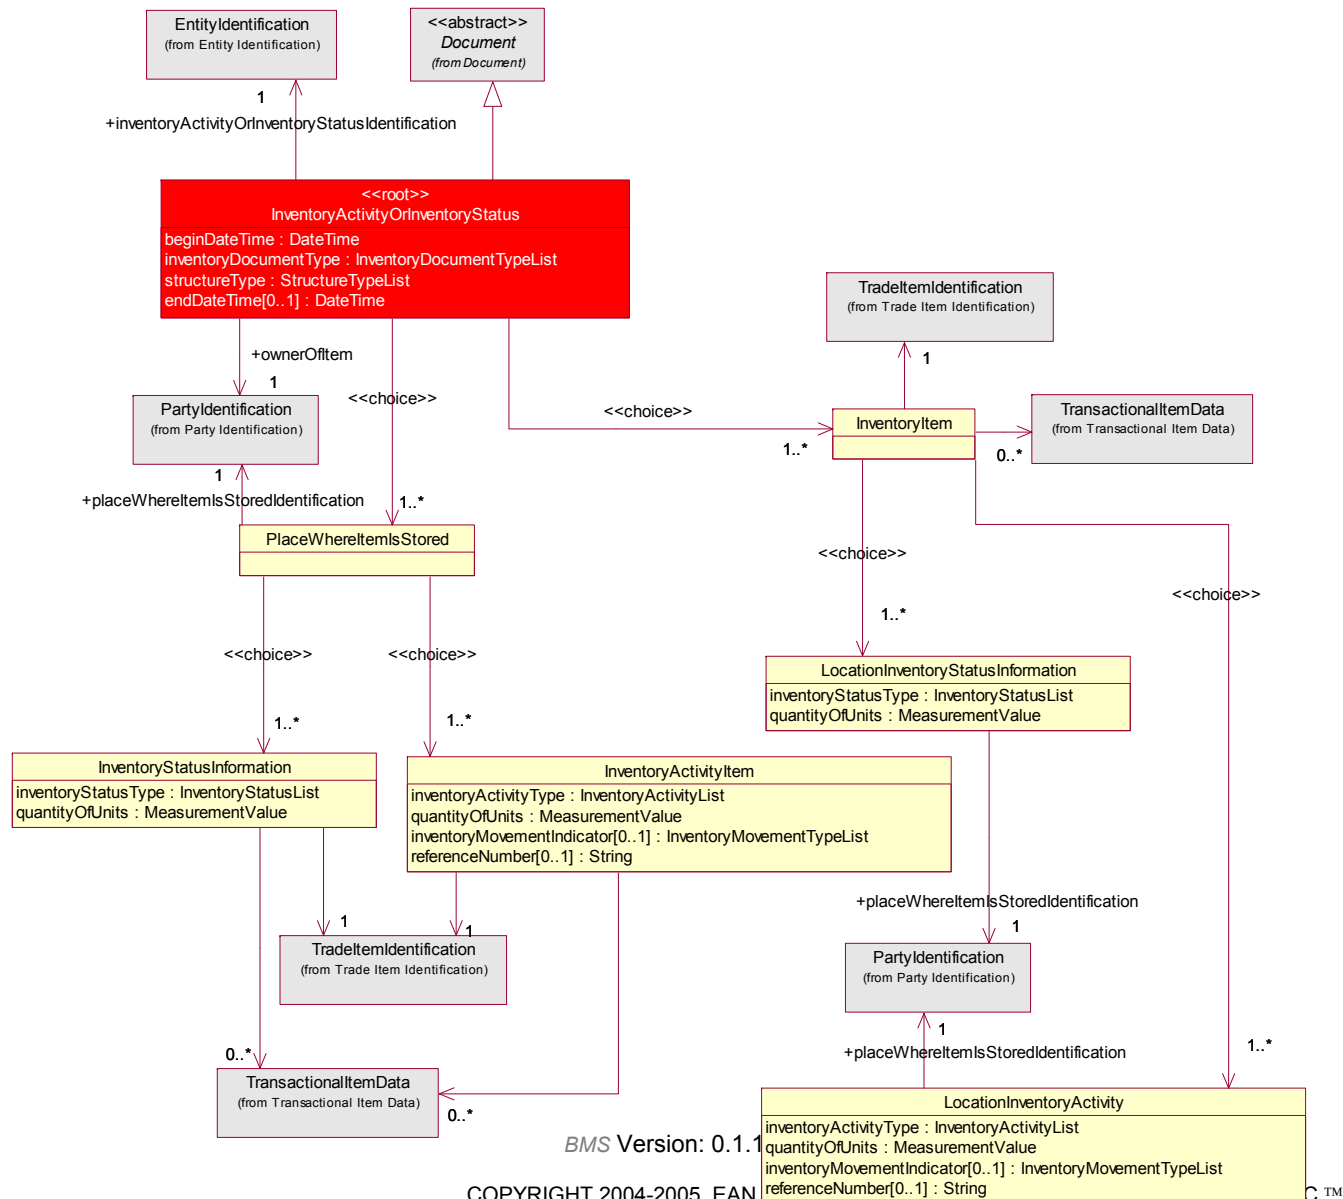 EntityIdentification
(from Entity Identification)
<<abstract>>
Document
(from Document)
1
+inventoryActivityOrInventoryStatusIdentification
<<root>>
InventoryActivityOrInventoryStatus
beginDateTime : DateTime
inventoryDocumentType : InventoryDocumentTypeList
structureType : StructureTypeList
endDateTime[0..1] : DateTime
TradeItemIdentification
(from Trade Item Identification)
+ownerOfItem
1
1
<<choice>>
<<choice>>
PartyIdentification
(from Party Identification)
InventoryItem
TransactionalItemData
(from Transactional Item Data)
1..*
0..*
1
+placeWhereItemIsStoredIdentification
1..*
PlaceWhereItemIsStored
<<choice>>
<<choice>>
1..*
<<choice>>
<<choice>>
LocationInventoryStatusInformation
inventoryStatusType : InventoryStatusList
quantityOfUnits : MeasurementValue
1..*
1..*
InventoryStatusInformation
inventoryStatusType : InventoryStatusList
quantityOfUnits : MeasurementValue
InventoryActivityItem
inventoryActivityType : InventoryActivityList
quantityOfUnits : MeasurementValue
inventoryMovementIndicator[0..1] : InventoryMovementTypeList
referenceNumber[0..1] : String
+placeWhereItemIsStoredIdentification
1
1
1
TradeItemIdentification
(from Trade Item Identification)
PartyIdentification
(from Party Identification)
1
+placeWhereItemIsStoredIdentification
1..*
0..*
TransactionalItemData
(from Transactional Item Data)
0..*
LocationInventoryActivity
inventoryActivityType : InventoryActivityList
quantityOfUnits : MeasurementValue
inventoryMovementIndicator[0..1] : InventoryMovementTypeList
referenceNumber[0..1] : String
BMS Version: 0.1.1
COPYRIGHT 2004-2005, EAN
C.™